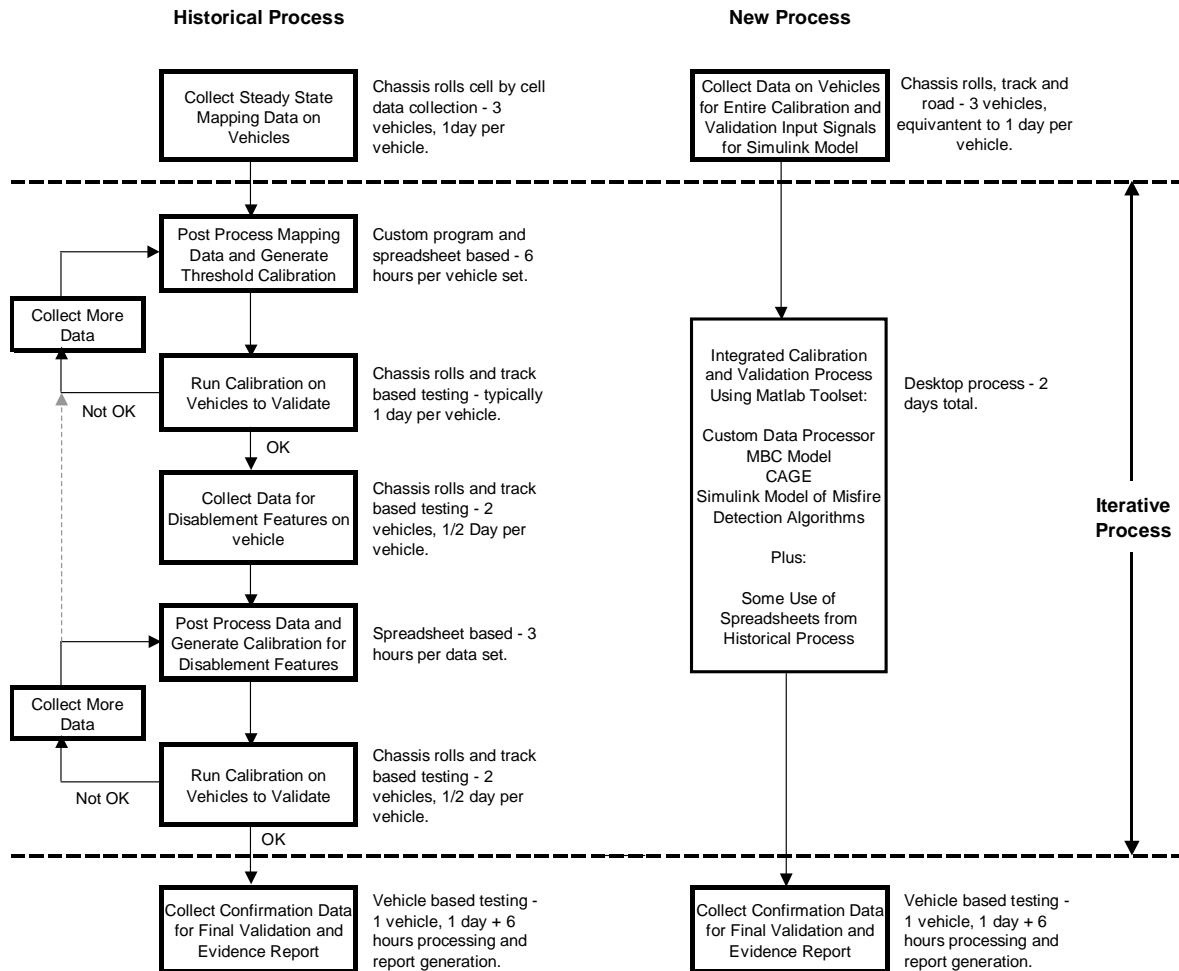 Historical Process
New Process
Collect Steady State
Mapping Data on
Vehicles
Chassis rolls cell by cell
data collection - 3
vehicles, 1day per
vehicle.
Collect Data on Vehicles
for Entire Calibration and
Validation Input Signals
for Simulink Model
Chassis rolls, track and
road - 3 vehicles,
equivantent to 1 day per
vehicle.
Post Process Mapping
Data and Generate
Threshold Calibration
Custom program and
spreadsheet based - 6
hours per vehicle set.
Collect More
Data
Run Calibration on
Vehicles to Validate
Chassis rolls and track
based testing - typically
1 day per vehicle.
Not OK
OK
Collect Data for
Disablement Features on
vehicle
Chassis rolls and track
based testing - 2
vehicles, 1/2 Day per
vehicle.
Post Process Data and
Generate Calibration for
Disablement Features
Spreadsheet based - 3
hours per data set.
Collect More
Data
Run Calibration on
Vehicles to Validate
Chassis rolls and track
based testing - 2
vehicles, 1/2 day per
vehicle.
Not OK
OK
Integrated Calibration
and Validation Process
Using Matlab Toolset:
Custom Data Processor
MBC Model
CAGE
Simulink Model of Misfire
Detection Algorithms
Plus:
Some Use of
Spreadsheets from
Historical Process
Desktop process - 2
days total.
Iterative
Process
Collect Confirmation Data
for Final Validation and
Evidence Report
Vehicle based testing -
1 vehicle, 1 day + 6
hours processing and
report generation.
Collect Confirmation Data
for Final Validation and
Evidence Report
Vehicle based testing -
1 vehicle, 1 day + 6
hours processing and
report generation.